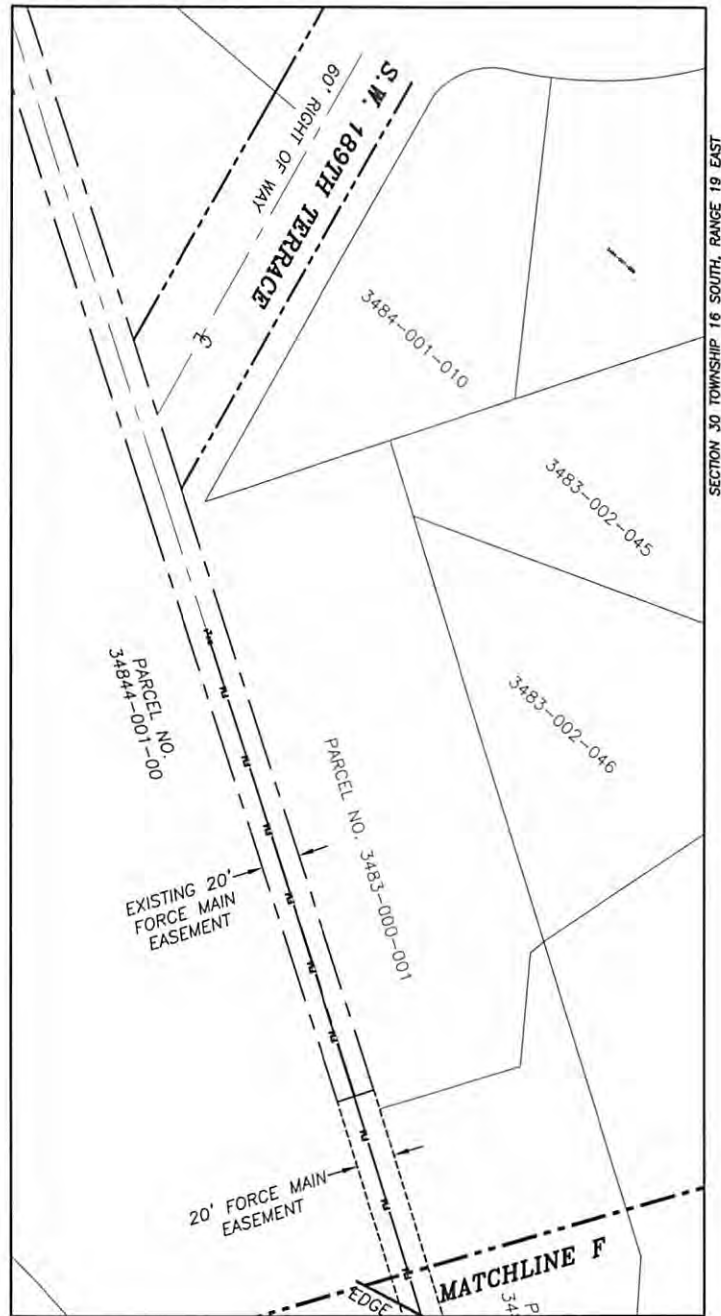 SECTION 30 TOWNSHIP 16 SOUTH, RANGE 19 EAST
S.W. 189TH TERRACE
60' RIGHT OF WAY
3484-001-010
3483-002-045
3483-002-046
PARCEL NO.
34844-001-00
PARCEL NO. 3483-000-001
EXISTING 20'
FORCE MAIN
EASEMENT
20' FORCE MAIN
EASEMENT
MATCHLINE F
EDGE
P
34